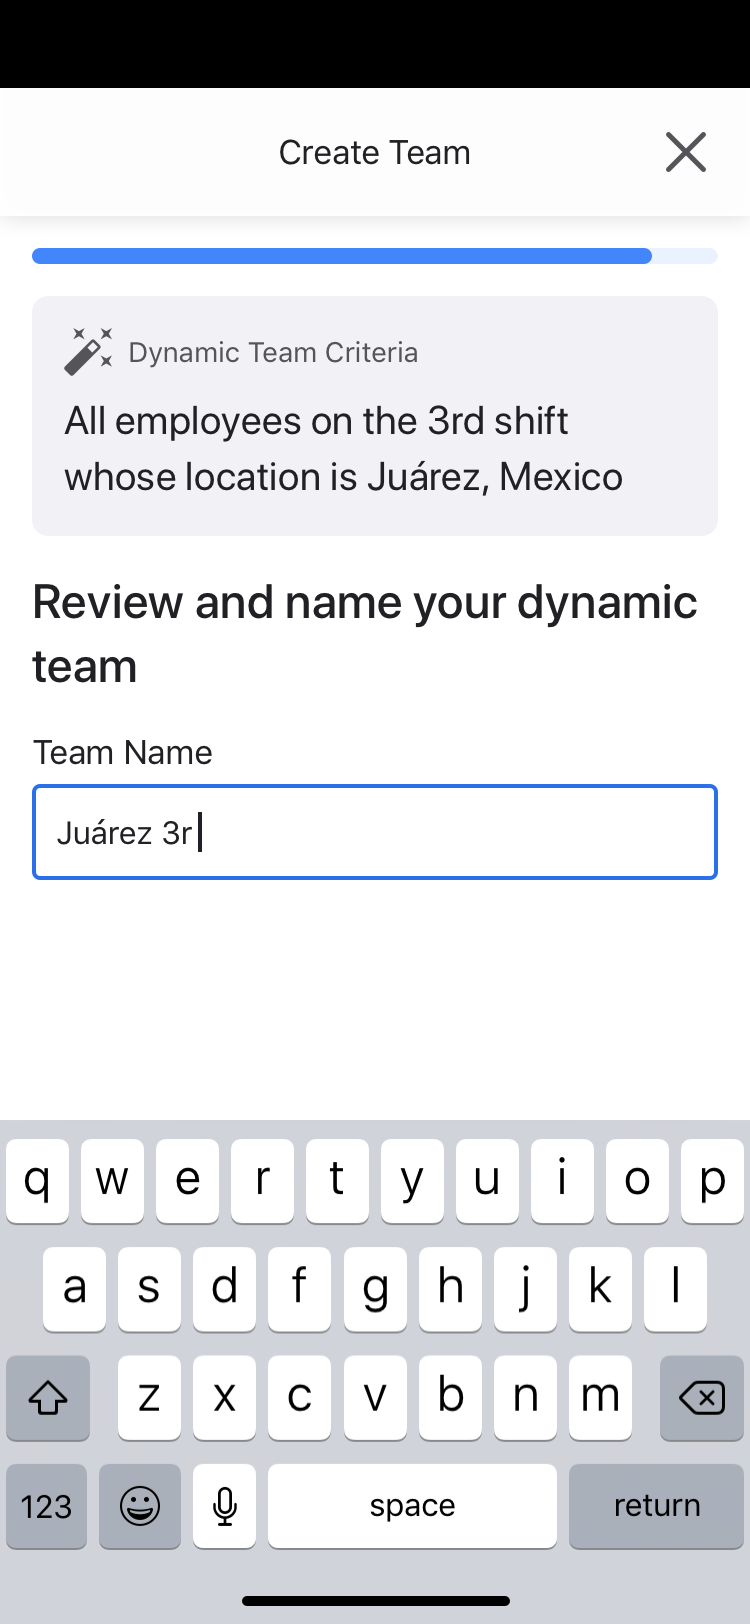 Create Team
Dynamic Team Criteria
All employees on the 3rd shift
whose location is Juárez, Mexico
Review and name your dynamic
team
Team Name
Juárez 3r
q w e r t y u i o p
a s d f g h j k l
z x c v b n m
123 space return